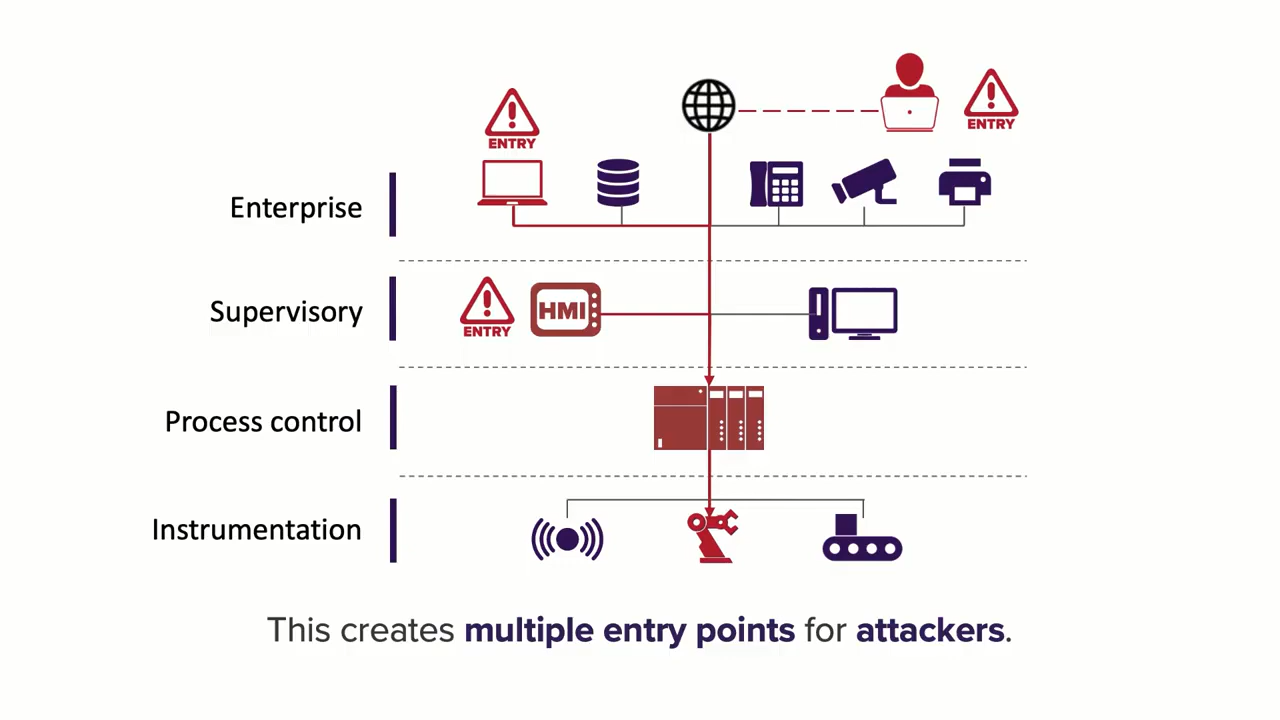 ENTRY
ENTRY
Enterprise
Supervisory
ENTRY
HMI
Process control
Instrumentation
This creates multiple entry points for attackers.